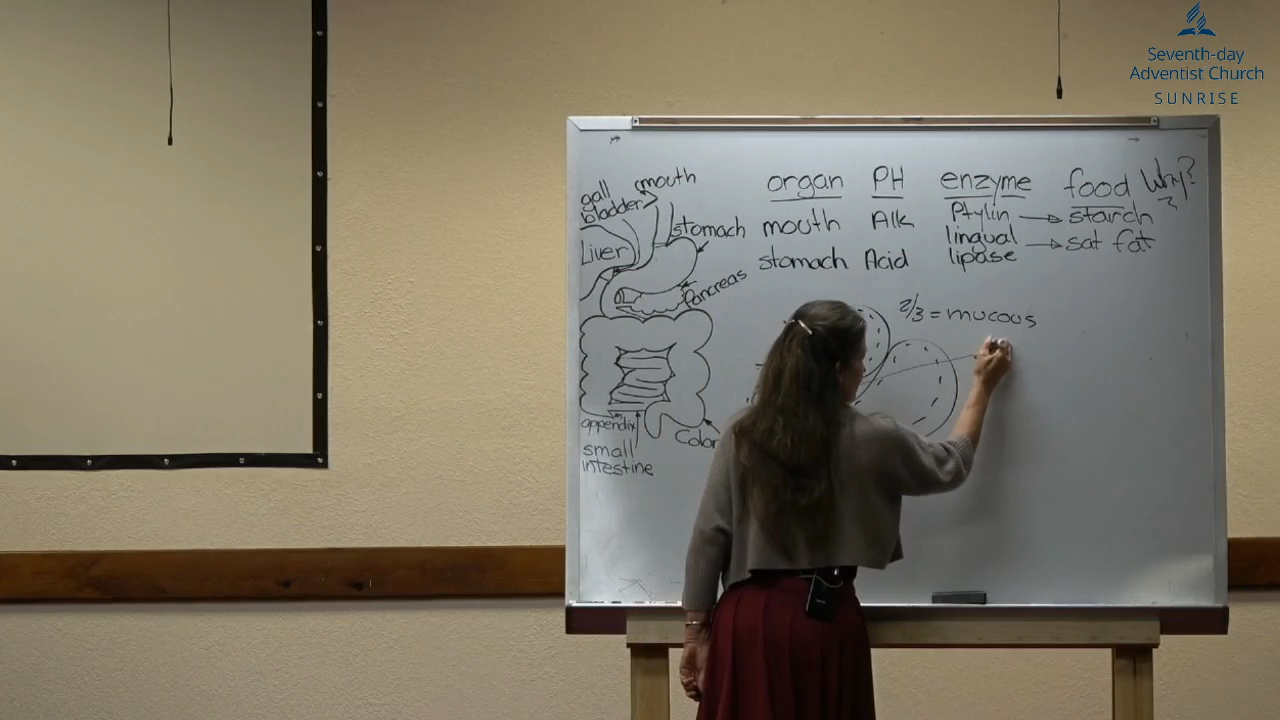 Seventh-day
Adventist Church
SUNRISE
mouth
gall
bladder
stomach
Liver
Pancreas
appendix
Colon
small
intestine
organ PH enzyme food Why?
mouth Alk Ptylin → starch
lingual → sat fat
stomach Acid lipase
2/3 = mucous